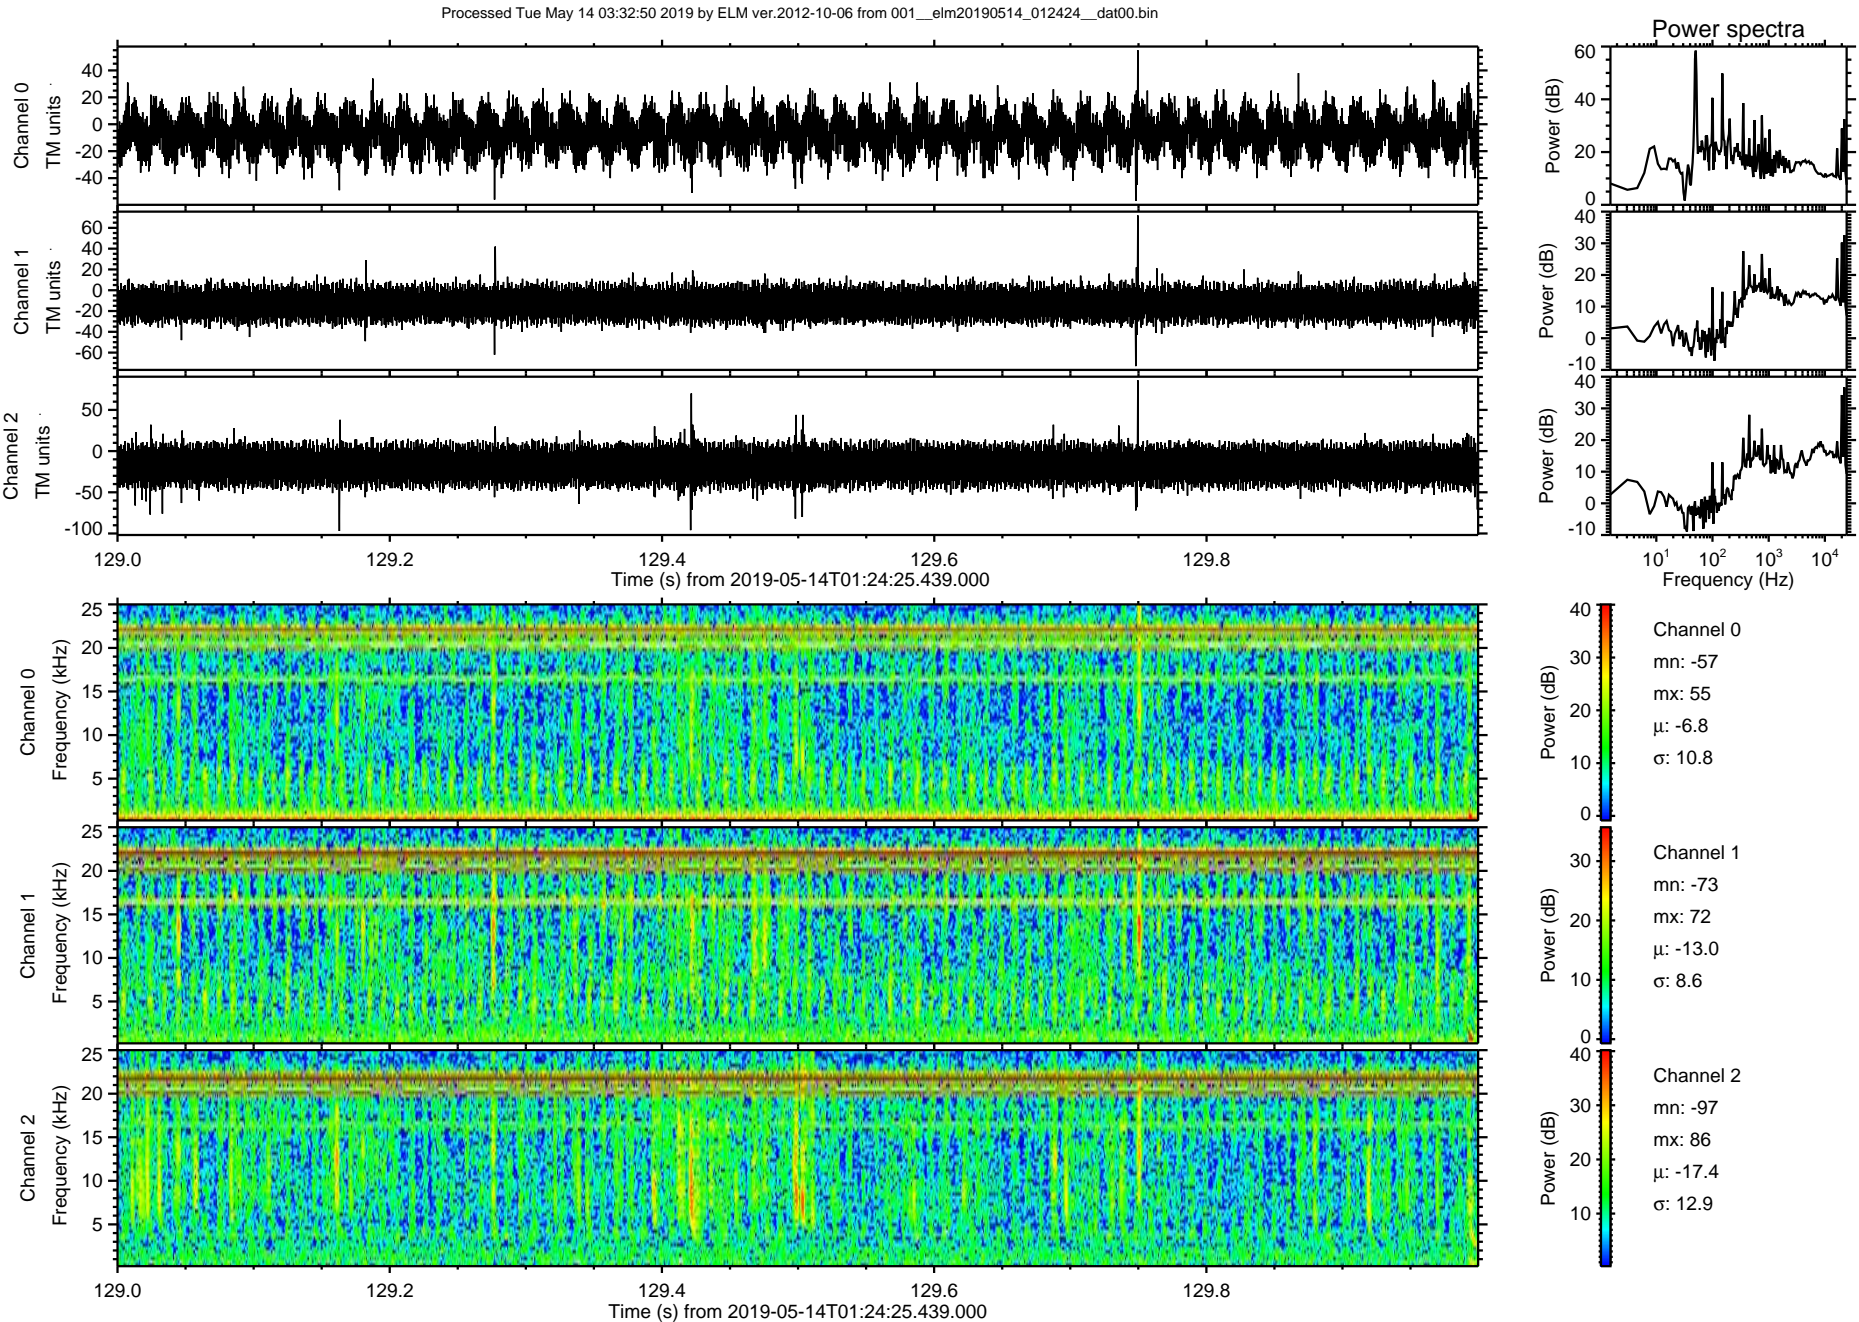 Processed Tue May 14 03:32:50 2019 by ELM ver.2012-10-06 from 001__elm20190514_012424__dat00.bin
Power spectra
Channel 0
TM units
40
20
0
-20
-40
Power (dB)
60
40
20
0
Channel 1
TM units
60
40
20
0
-20
-40
-60
Power (dB)
40
30
20
10
0
-10
Channel 2
TM units
50
0
-50
-100
Power (dB)
40
30
20
10
0
-10
129.0 129.2 129.4 129.6 129.8
Time (s) from 2019-05-14T01:24:25.439.000
10^1 10^2 10^3 10^4
Frequency (Hz)
Channel 0
Frequency (kHz)
25
20
15
10
5
Power (dB)
40
30
20
10
0
Channel 0
mn: -57
mx: 55
μ: -6.8
σ: 10.8
Channel 1
Frequency (kHz)
25
20
15
10
5
Power (dB)
30
20
10
0
Channel 1
mn: -73
mx: 72
μ: -13.0
σ: 8.6
Channel 2
Frequency (kHz)
25
20
15
10
5
Power (dB)
40
30
20
10
Channel 2
mn: -97
mx: 86
μ: -17.4
σ: 12.9
129.0 129.2 129.4 129.6 129.8
Time (s) from 2019-05-14T01:24:25.439.000